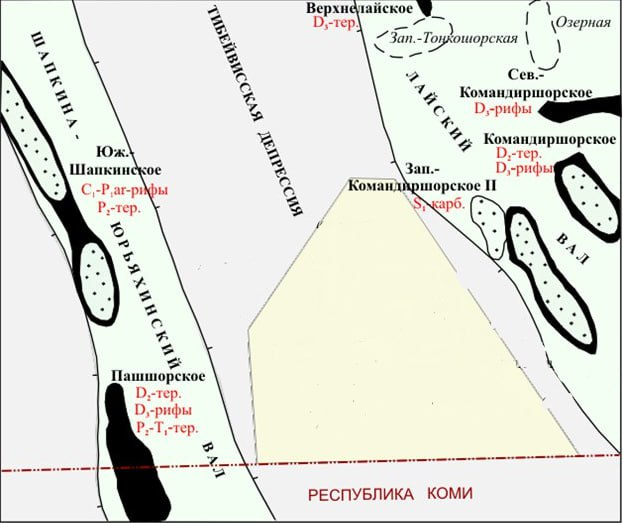 Верхнелайское
D₃-тер.
Зап.-Тонкошорская
Озерная
ШАПКИНА-
ЮРЬЯХИНСКИЙ
ВАЛ
ТИБЕЙВИССКАЯ ДЕПРЕССИЯ
ЛАЙСКИЙ
ВАЛ
Сев.-
Командиршорское
D₃-рифы
Командиршорское
D₂-тер.
D₃-рифы
Юж.-
Шапкинское
C₁-P₁ar-рифы
P₂-тер.
Зап.-
Командиршорское II
S₁-карб.
Пашшорское
D₂-тер.
D₃-рифы
P₂-T₁-тер.
РЕСПУБЛИКА КОМИ